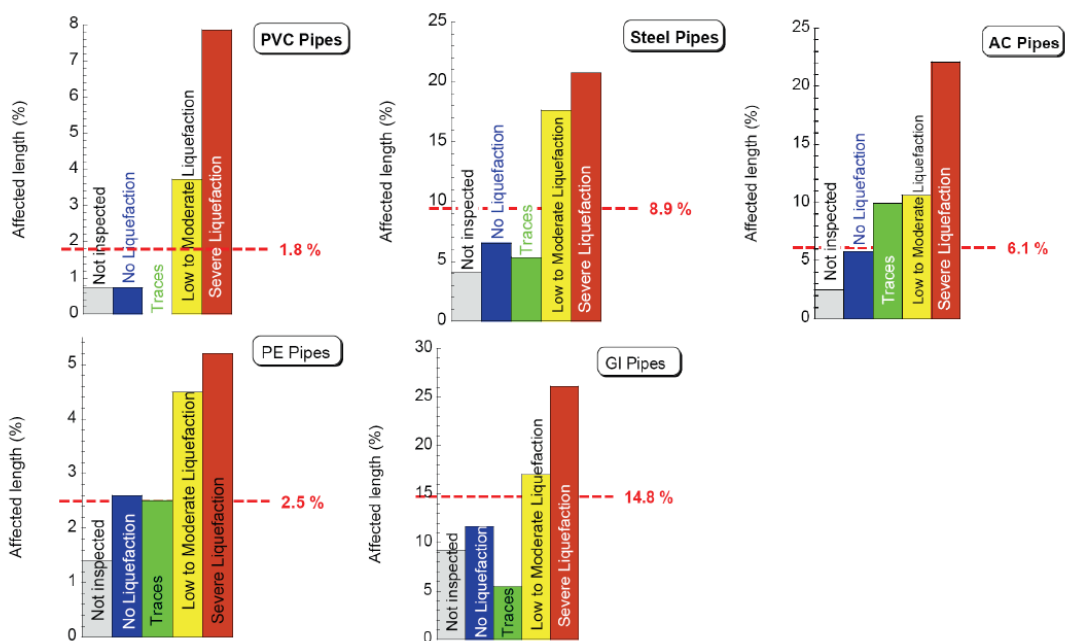 PVC Pipes
Affected length (%)
8
7
6
5
4
3
2
1
0
Not inspected
No Liquefaction
Traces
Low to Moderate Liquefaction
Severe Liquefaction
1.8 %
Steel Pipes
Affected length (%)
25
20
15
10
5
0
Not inspected
No Liquefaction
Traces
Low to Moderate Liquefaction
Severe Liquefaction
8.9 %
AC Pipes
Affected length (%)
25
20
15
10
5
0
Not inspected
No Liquefaction
Traces
Low to Moderate Liquefaction
Severe Liquefaction
6.1 %
PE Pipes
Affected length (%)
5
4
3
2
1
0
Not inspected
No Liquefaction
Traces
Low to Moderate Liquefaction
Severe Liquefaction
2.5 %
GI Pipes
Affected length (%)
30
25
20
15
10
5
0
Not inspected
No Liquefaction
Traces
Low to Moderate Liquefaction
Severe Liquefaction
14.8 %